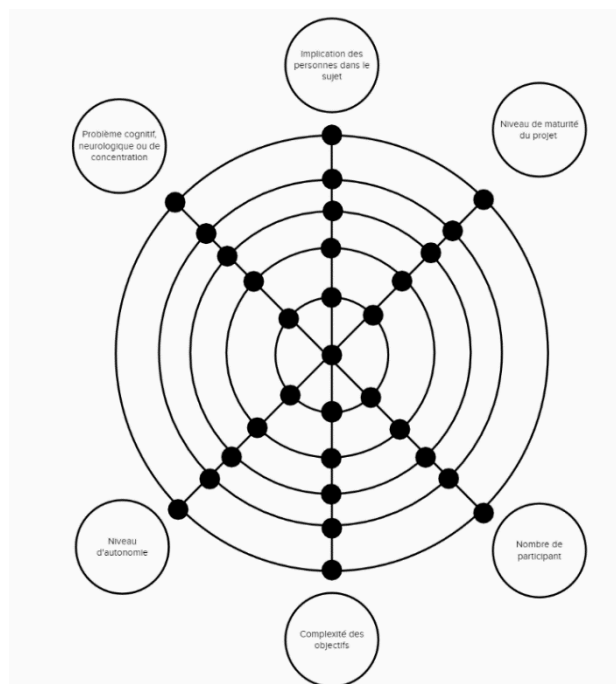 Implication des
personnes dans le
sujet
Problème cognitif,
neurologique ou de
concentration
Niveau de maturité
du projet
Niveau
d'autonomie
Nombre de
participant
Complexité des
objectifs